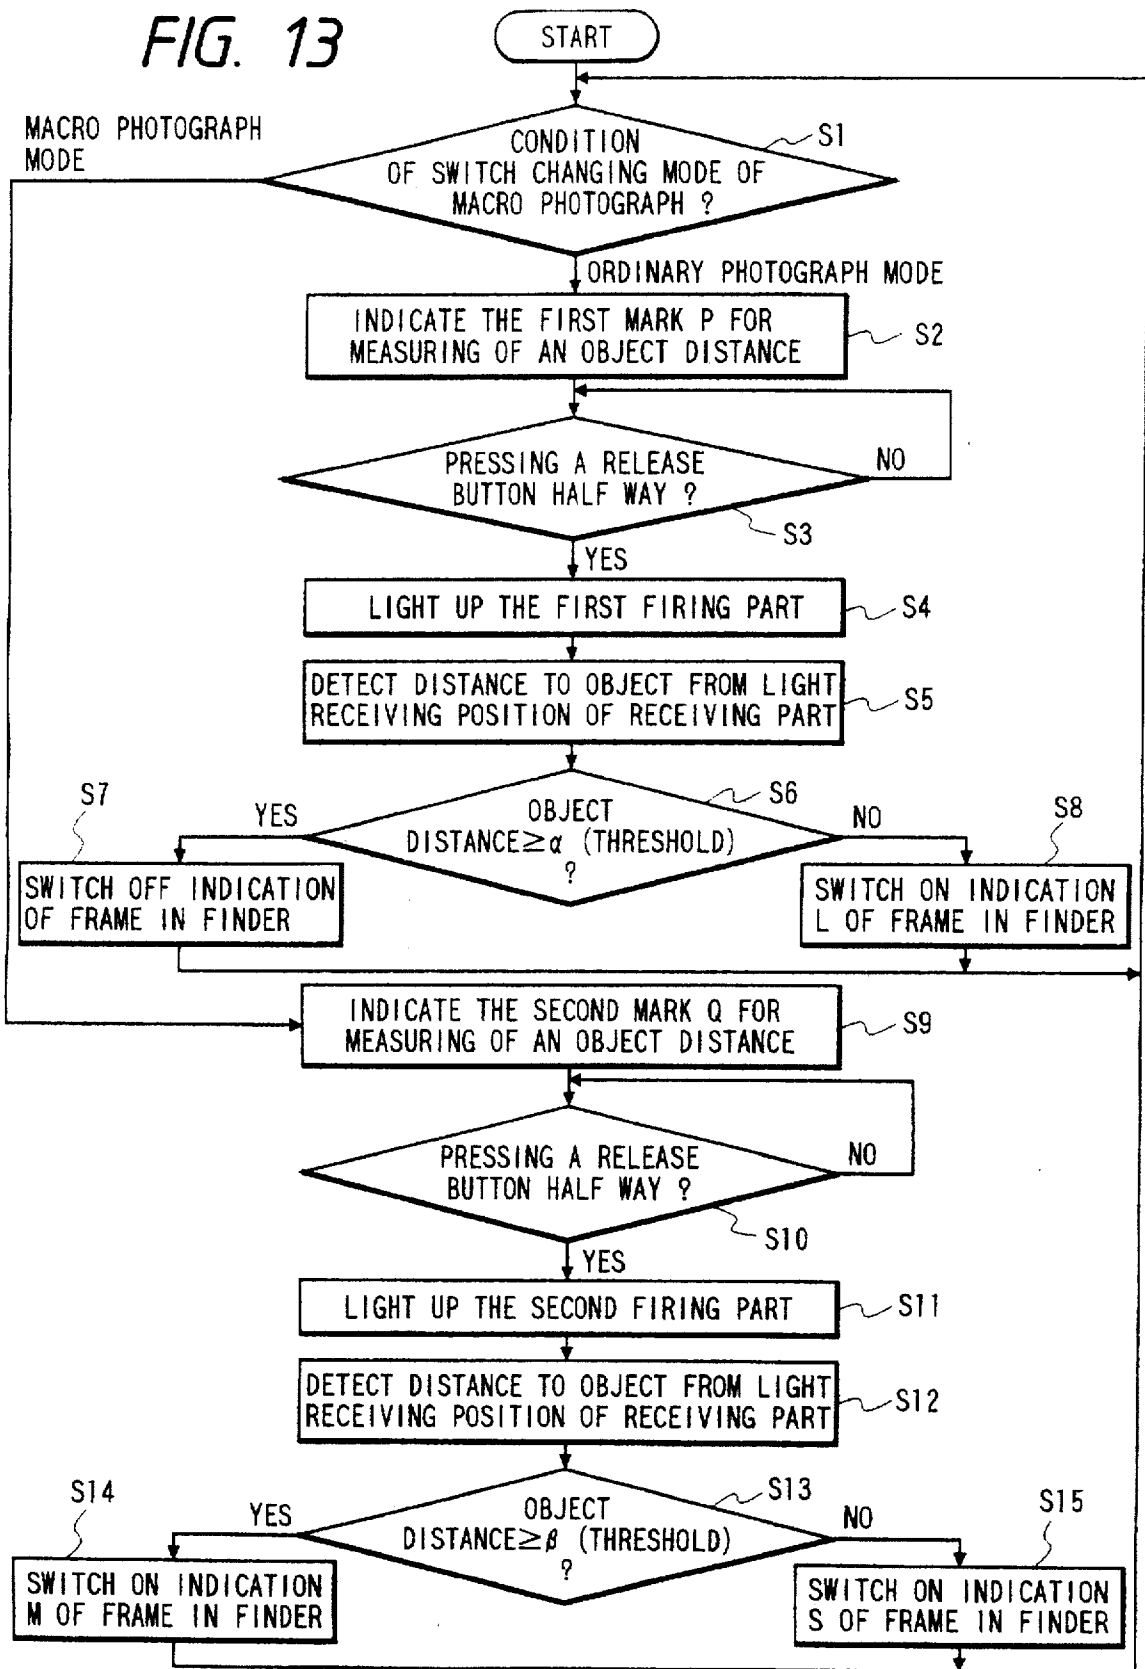 FIG. 13
START
MACRO PHOTOGRAPH
MODE
CONDITION
OF SWITCH CHANGING MODE OF
MACRO PHOTOGRAPH ?
S1
ORDINARY PHOTOGRAPH MODE
INDICATE THE FIRST MARK P FOR
MEASURING OF AN OBJECT DISTANCE
S2
PRESSING A RELEASE
BUTTON HALF WAY ?
NO
S3
YES
LIGHT UP THE FIRST FIRING PART
S4
DETECT DISTANCE TO OBJECT FROM LIGHT
RECEIVING POSITION OF RECEIVING PART
S5
OBJECT
DISTANCE≥α (THRESHOLD)
?
S6
YES
NO
S7
SWITCH OFF INDICATION
OF FRAME IN FINDER
S8
SWITCH ON INDICATION
L OF FRAME IN FINDER
INDICATE THE SECOND MARK Q FOR
MEASURING OF AN OBJECT DISTANCE
S9
PRESSING A RELEASE
BUTTON HALF WAY ?
NO
S10
YES
LIGHT UP THE SECOND FIRING PART
S11
DETECT DISTANCE TO OBJECT FROM LIGHT
RECEIVING POSITION OF RECEIVING PART
S12
OBJECT
DISTANCE≥β (THRESHOLD)
?
S13
YES
NO
S14
SWITCH ON INDICATION
M OF FRAME IN FINDER
S15
SWITCH ON INDICATION
S OF FRAME IN FINDER